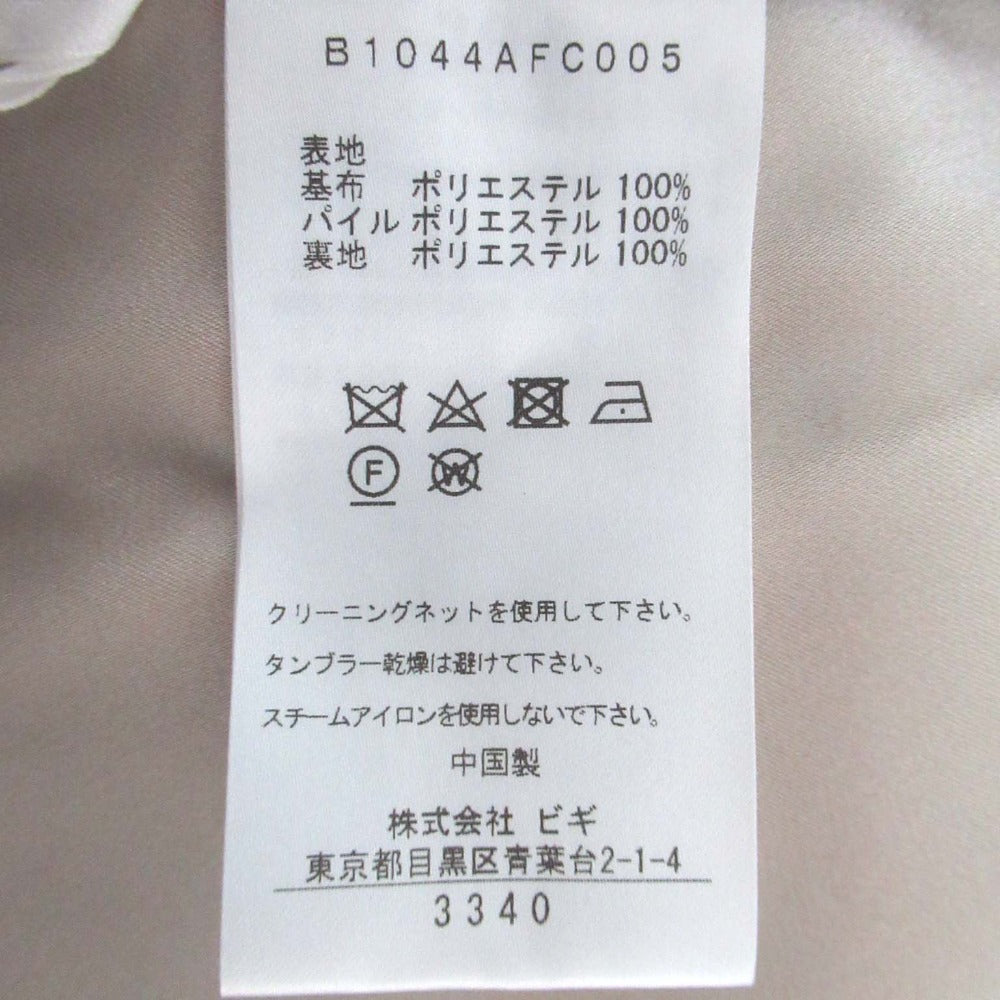 B1044AFC005
表地
基布 ポリエステル 100%
パイル ポリエステル 100%
裏地 ポリエステル 100%
F W
クリーニングネットを使用して下さい。
タンブラー乾燥は避けて下さい。
スチームアイロンを使用しないで下さい。
中国製
株式会社 ビギ
東京都目黒区青葉台2-1-4
3340